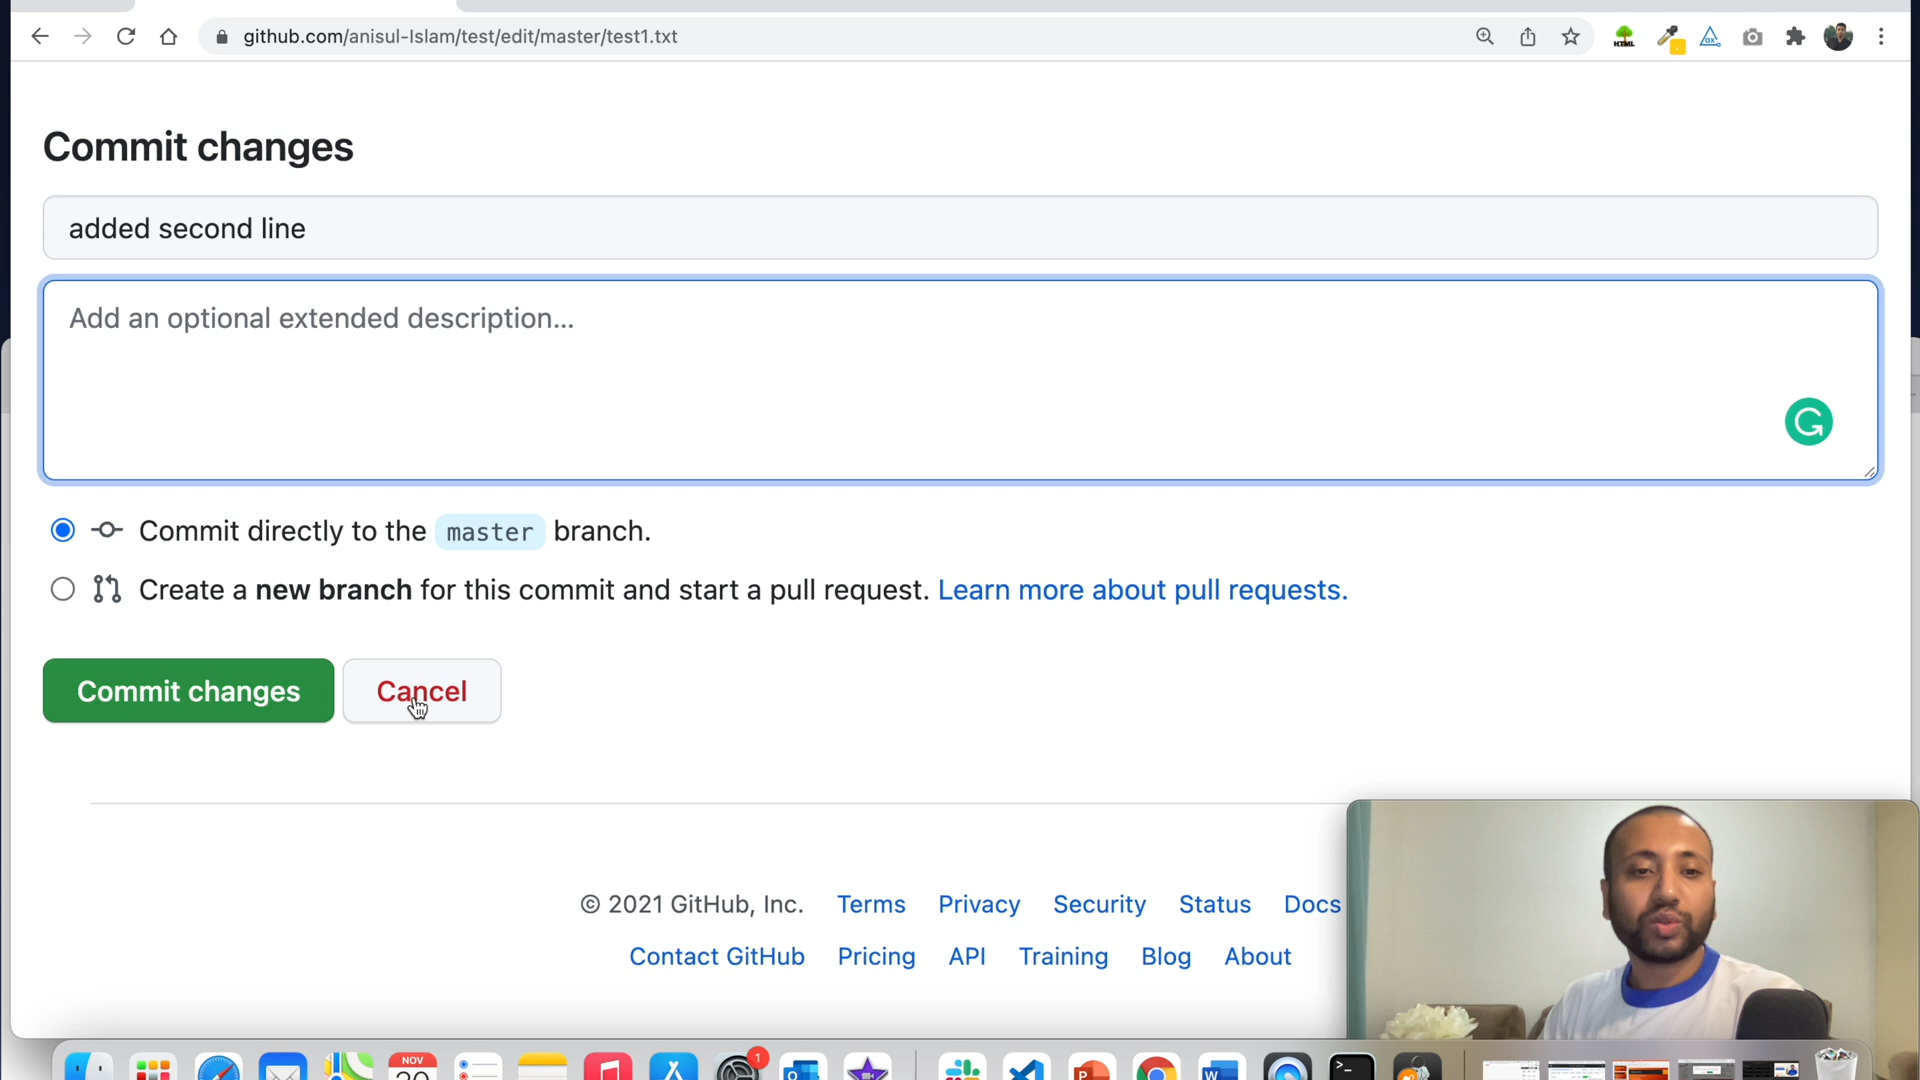 github.com/anisul-Islam/test/edit/master/test1.txt
Commit changes
added second line
Add an optional extended description...
Commit directly to the master branch.
Create a new branch for this commit and start a pull request. Learn more about pull requests.
Commit changes Cancel
© 2021 GitHub, Inc. Terms Privacy Security Status Docs
Contact GitHub Pricing API Training Blog About
NOV
1